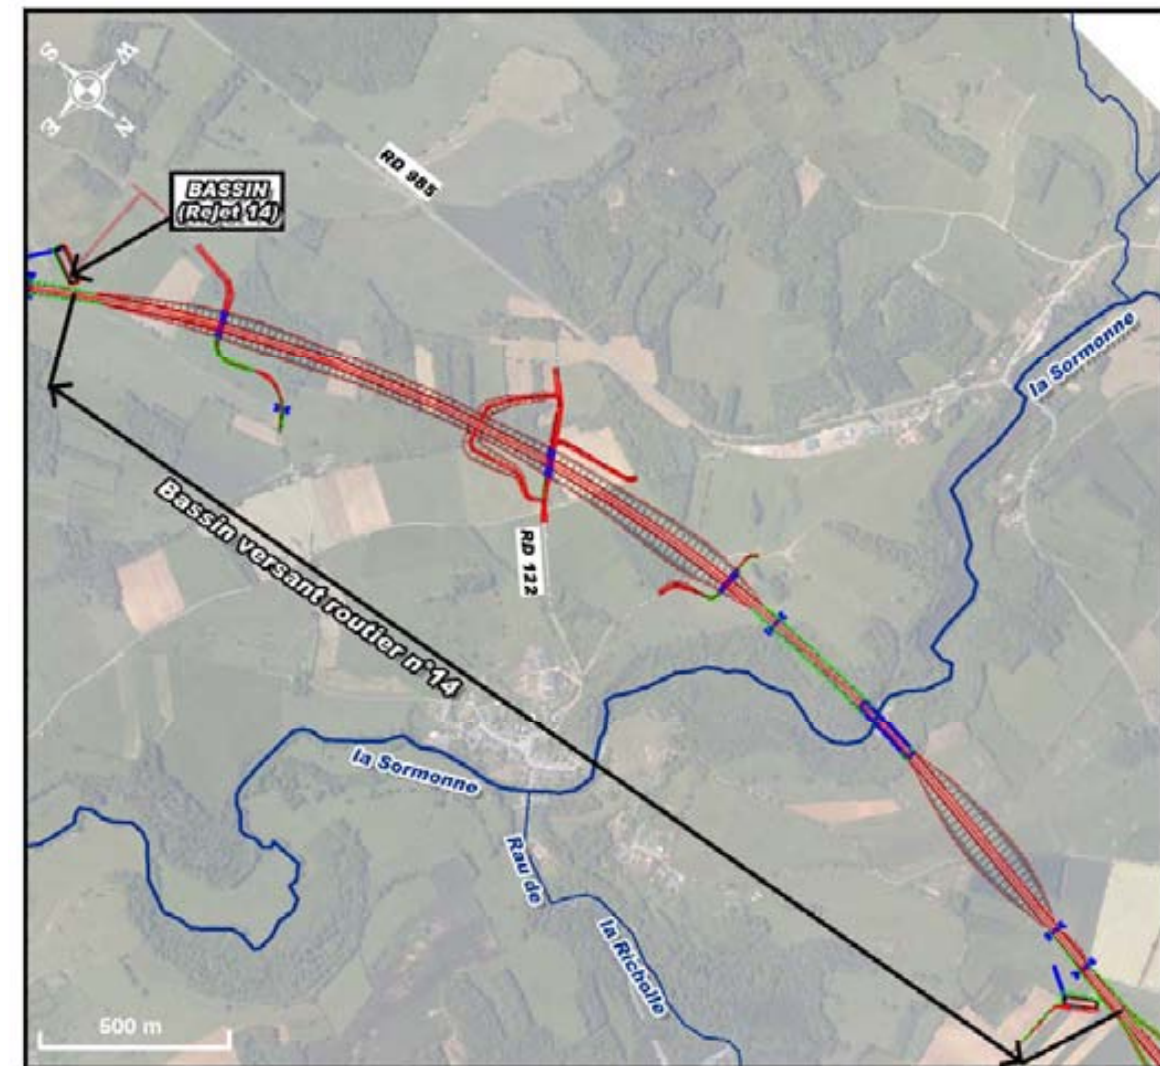 S
W
E
N
RD 985
BASSIN
(Rejet 14)
la Sormonne
Bassin versant routier n°14
RD 122
la Sormonne
Rau de
la Richolle
500 m